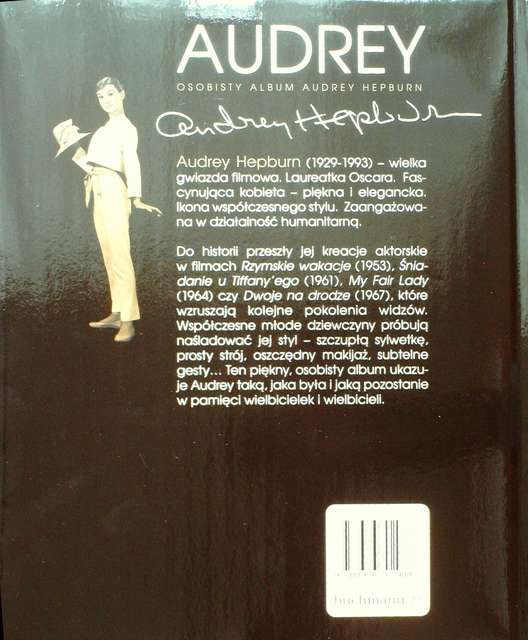 AUDREY
OSOBISTY ALBUM AUDREY HEPBURN
Audrey Hepburn
Audrey Hepburn (1929-1993) – wielka
gwiazda filmowa. Laureatka Oscara. Fas-
cynująca kobieta – piękna i elegancka.
Ikona współczesnego stylu. Zaangażowa-
na w działalność humanitarną.
Do historii przeszły jej kreacje aktorskie
w filmach Rzymskie wakacje (1953), Śnia-
danie u Tiffany'ego (1961), My Fair Lady
(1964) czy Dwoje na drodze (1967), które
wzruszają kolejne pokolenia widzów.
Współczesne młode dziewczyny próbują
naśladować jej styl – szczupłą sylwetkę,
prosty strój, oszczędny makijaż, subtelne
gesty... Ten piękny, osobisty album ukazu-
je Audrey taką, jaka była i jaką pozostanie
w pamięci wielbicielek i wielbicieli.